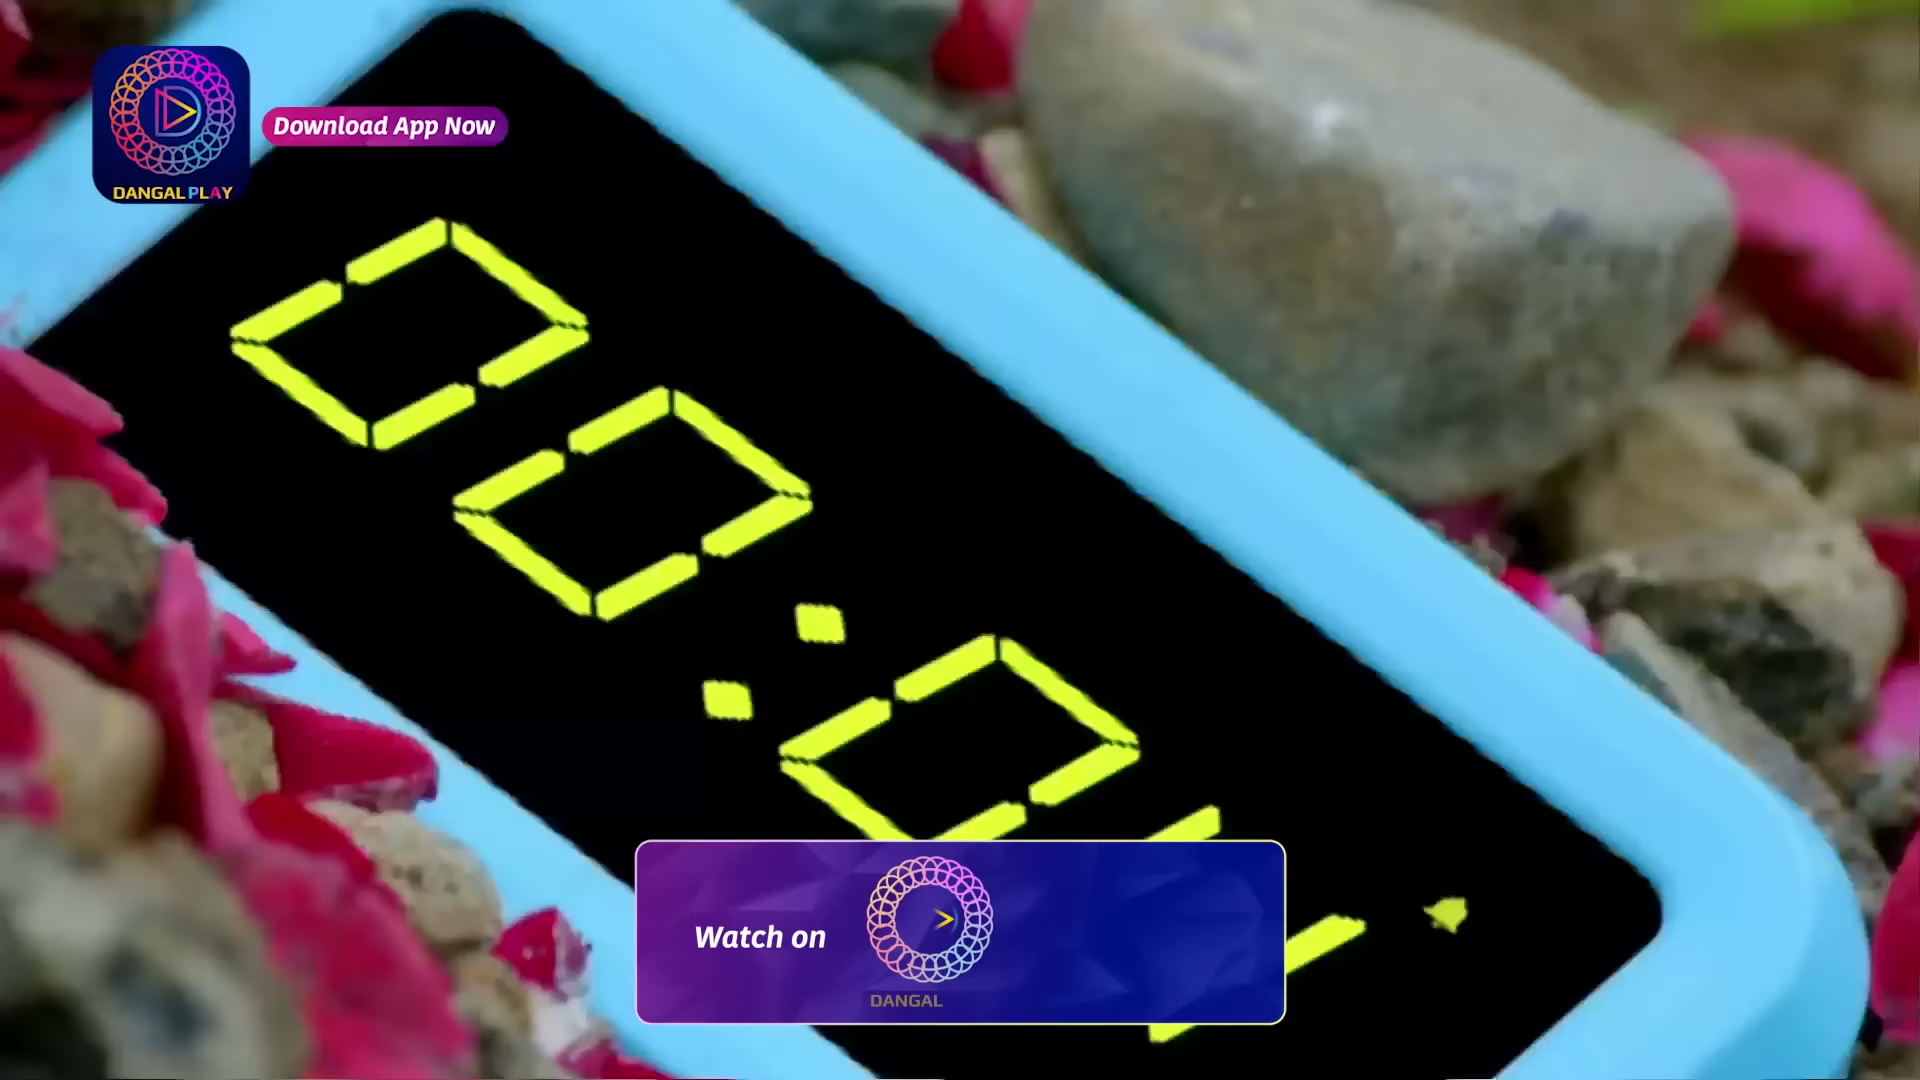 DANGAL PLAY
Download App Now
00:0
Watch on
DANGAL